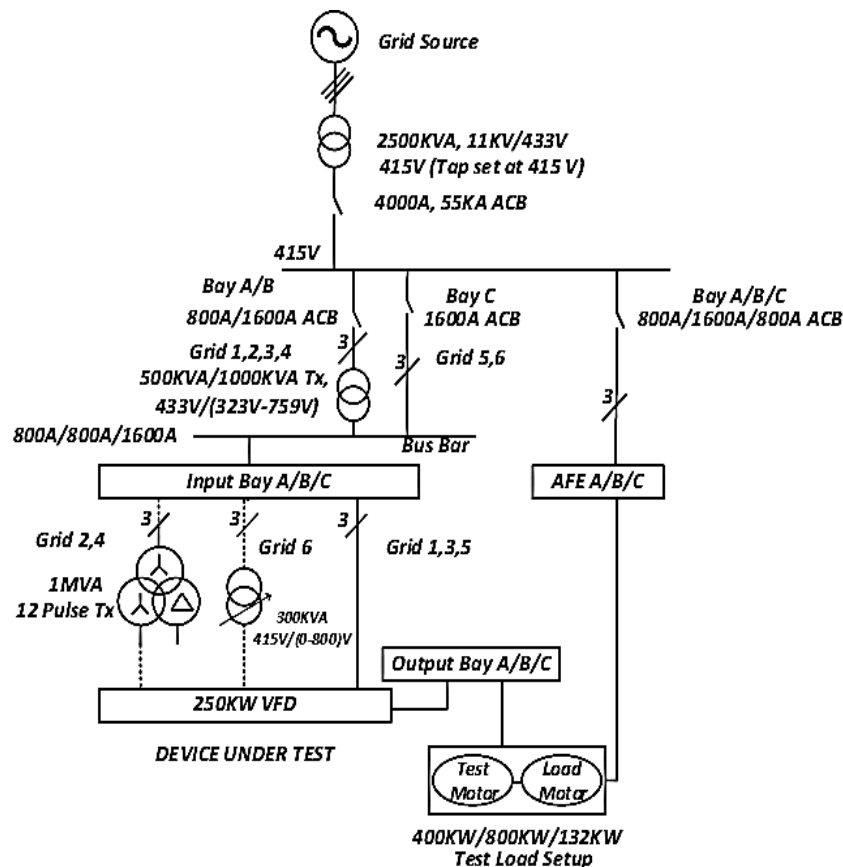 Grid Source
2500KVA, 11KV/433V
415V (Tap set at 415 V)
4000A, 55KA ACB
415V
Bay A/B
800A/1600A ACB
Bay C
1600A ACB
Bay A/B/C
800A/1600A/800A ACB
3
Grid 1,2,3,4
3
Grid 5,6
500KVA/1000KVA Tx,
433V/(323V-759V)
3
800A/800A/1600A
Bus Bar
Input Bay A/B/C
AFE A/B/C
3
3
3
Grid 2,4
Grid 6
Grid 1,3,5
1MVA
12 Pulse Tx
300KVA
415V/(0-800)V
Output Bay A/B/C
250KW VFD
DEVICE UNDER TEST
Test
Motor
Load
Motor
400KW/800KW/132KW
Test Load Setup